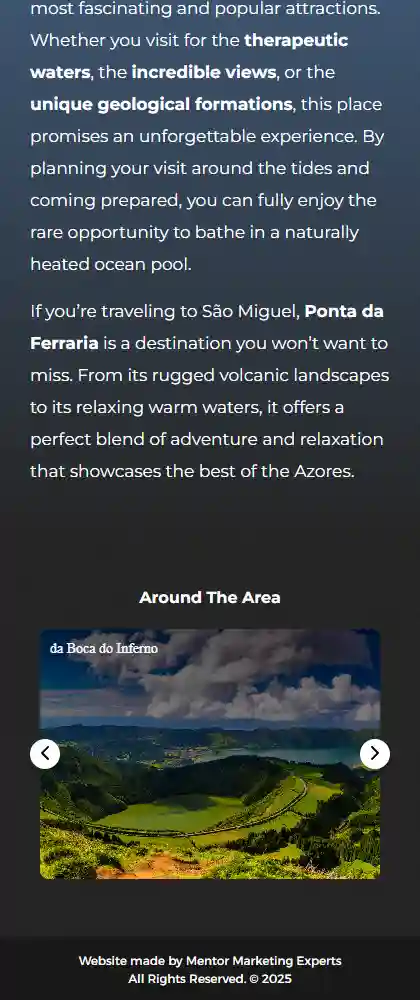 most fascinating and popular attractions.
Whether you visit for the therapeutic
waters, the incredible views, or the
unique geological formations, this place
promises an unforgettable experience. By
planning your visit around the tides and
coming prepared, you can fully enjoy the
rare opportunity to bathe in a naturally
heated ocean pool.
If you’re traveling to São Miguel, Ponta da
Ferraria is a destination you won’t want to
miss. From its rugged volcanic landscapes
to its relaxing warm waters, it offers a
perfect blend of adventure and relaxation
that showcases the best of the Azores.
Around The Area
da Boca do Inferno
Website made by Mentor Marketing Experts
All Rights Reserved. © 2025